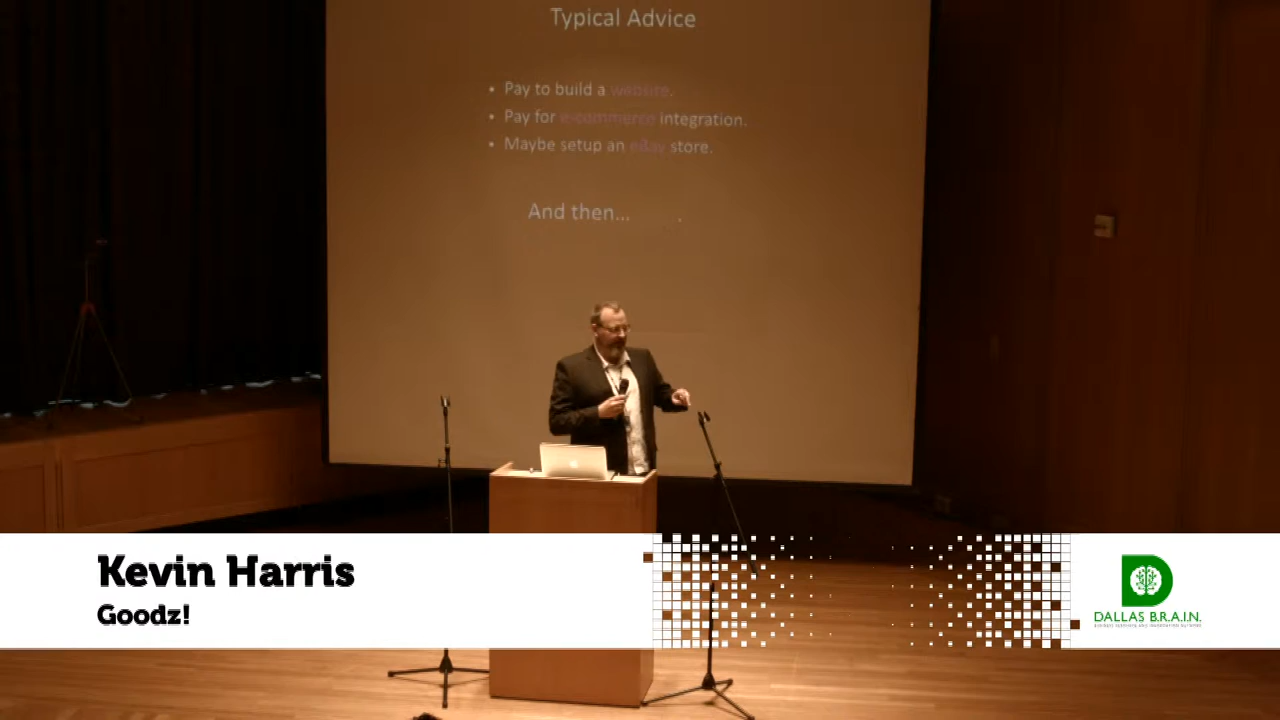 Typical Advice
• Pay to build a website.
• Pay for e-commerce integration.
• Maybe setup an eBay store.
And then...
Kevin Harris
Goodz!
DALLAS B.R.A.I.N.